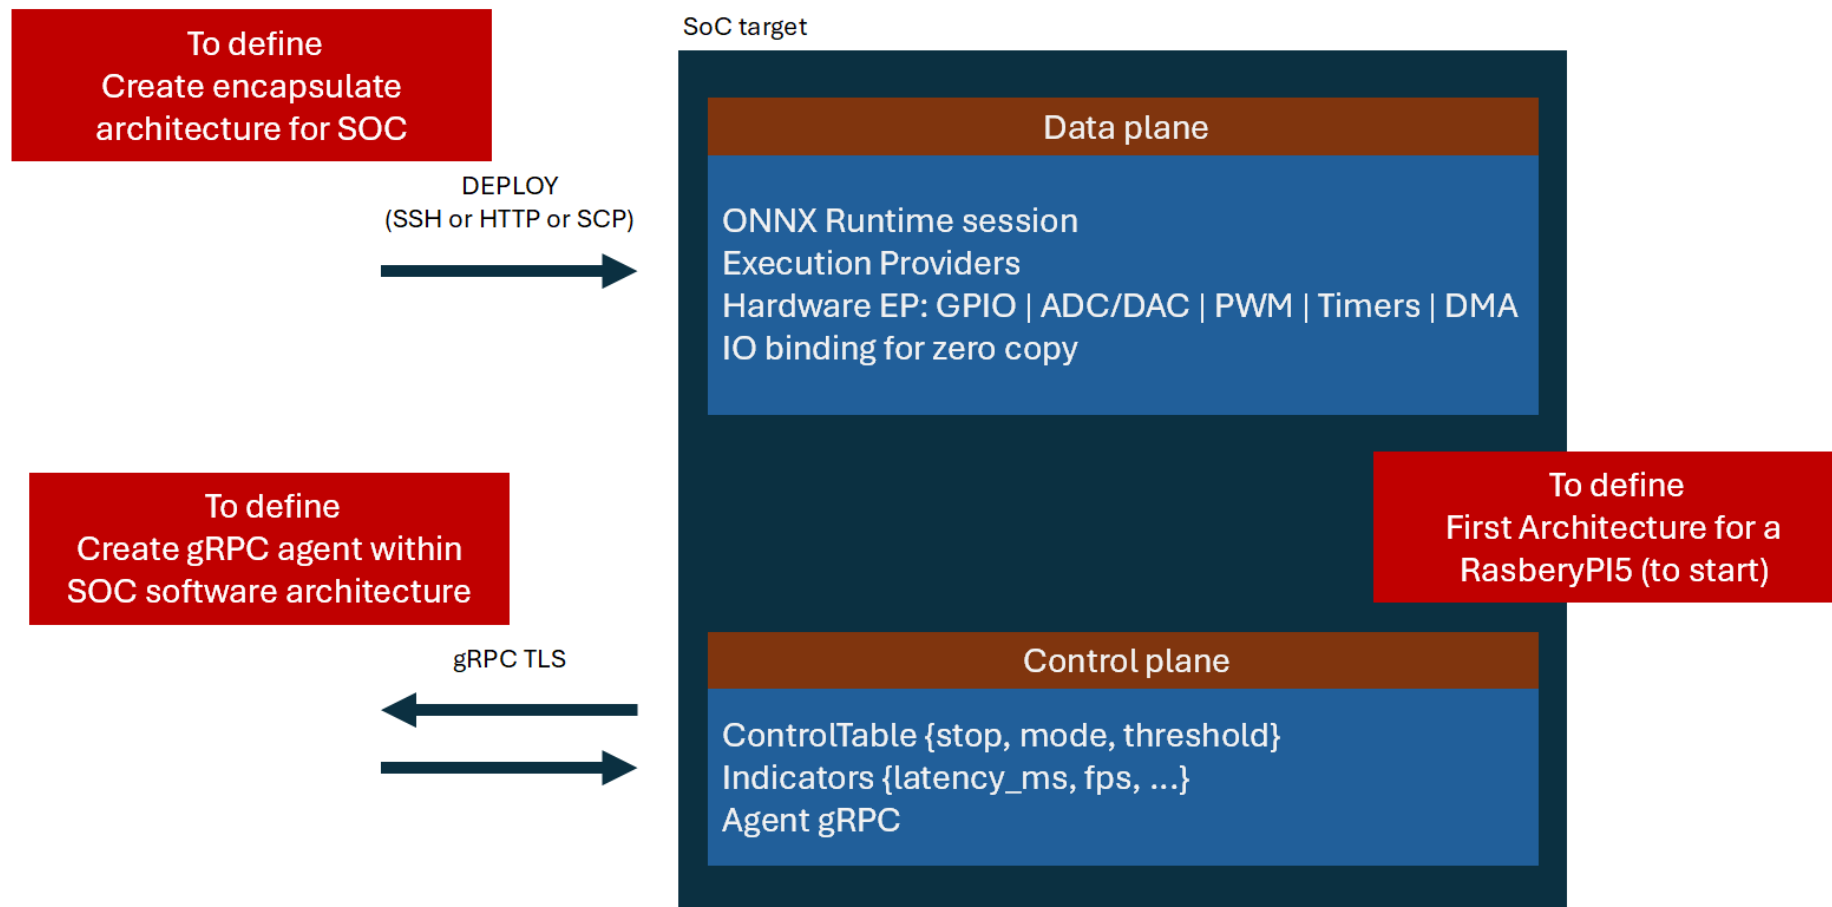 To define
Create encapsulate
architecture for SOC
SoC target
DEPLOY
(SSH or HTTP or SCP)
Data plane
ONNX Runtime session
Execution Providers
Hardware EP: GPIO | ADC/DAC | PWM | Timers | DMA
IO binding for zero copy
To define
Create gRPC agent within
SOC software architecture
To define
First Architecture for a
RasberyPI5 (to start)
gRPC TLS
Control plane
ControlTable {stop, mode, threshold}
Indicators {latency_ms, fps, ...}
Agent gRPC